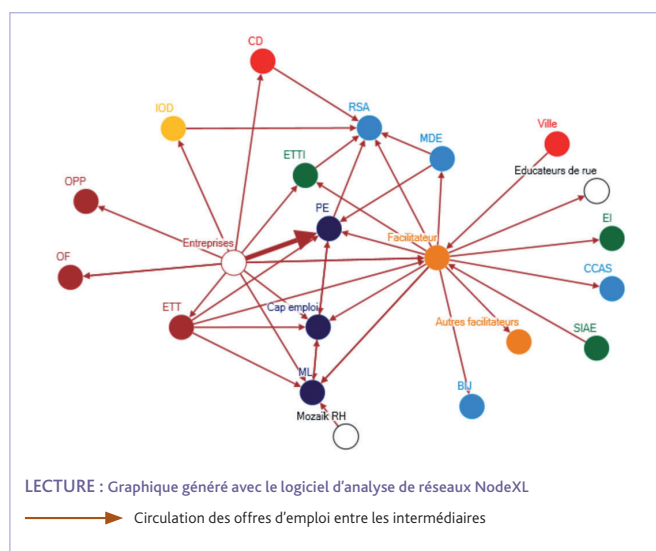 CD
IOD
RSA
MDE
Ville
ETTI
Educateurs de rue
OPP
PE
EI
Entreprises
Facilitateur
OF
CCAS
ETT
Cap emploi
Autres facilitateurs
SIAE
ML
BIJ
Mozaïk RH
LECTURE : Graphique généré avec le logiciel d'analyse de réseaux NodeXL
Circulation des offres d'emploi entre les intermédiaires